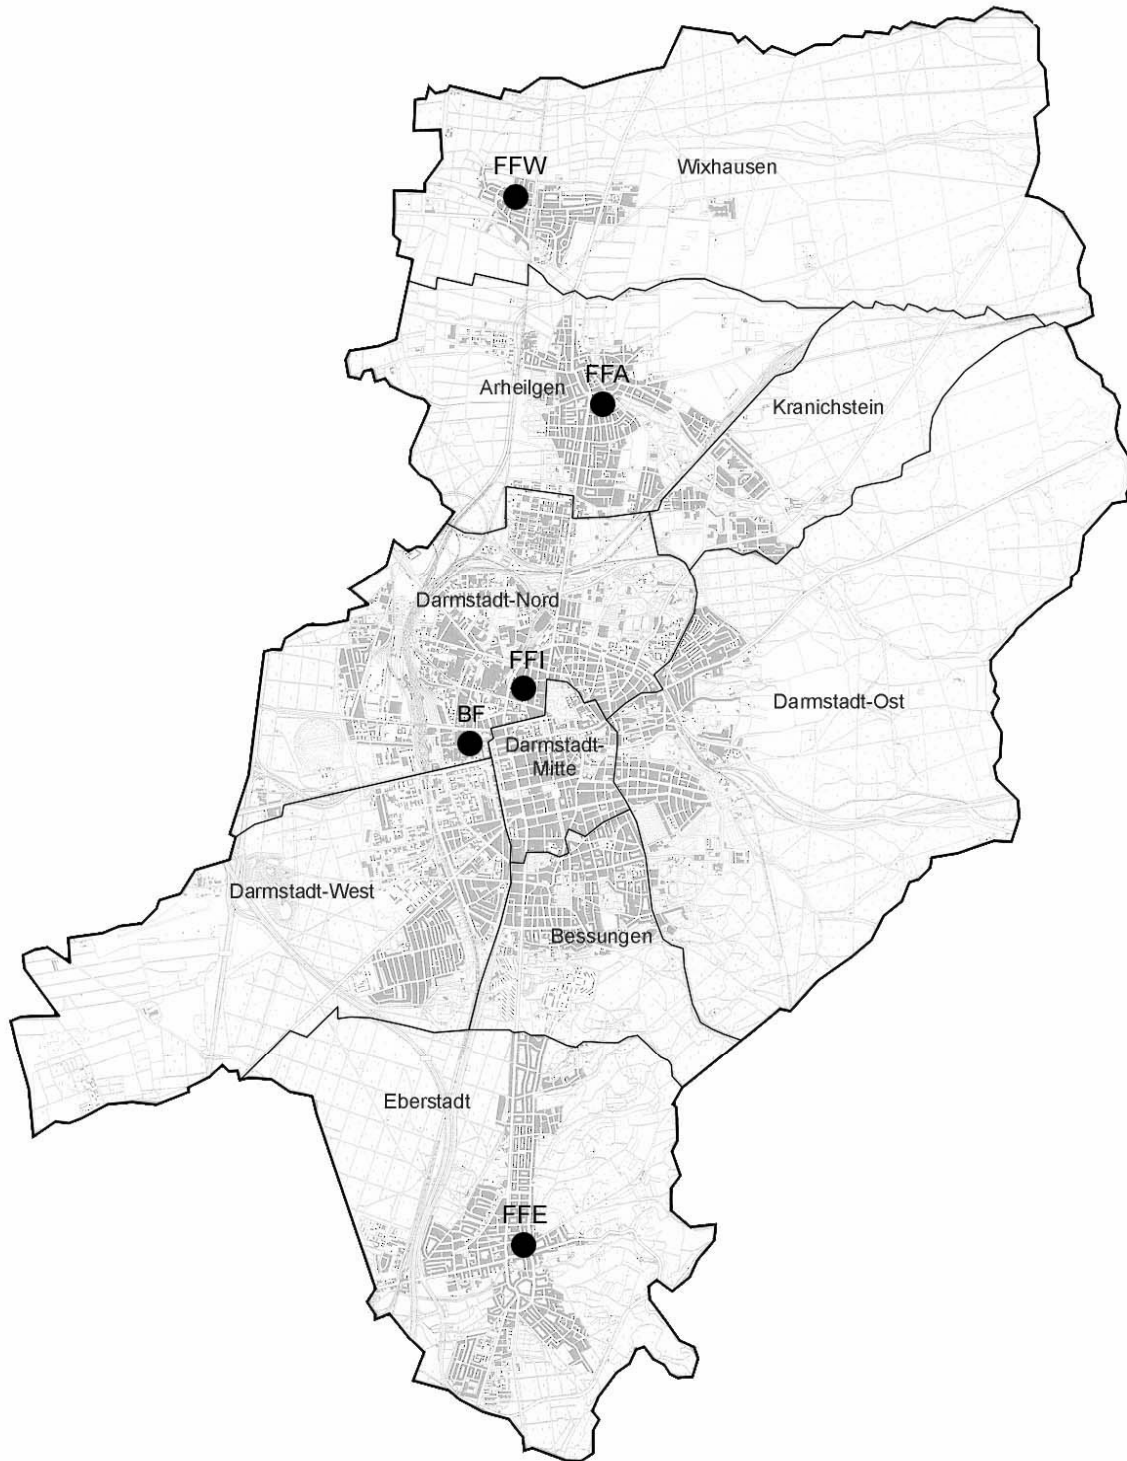 FFW
Wixhausen
FFA
Arheilgen
Kranichstein
Darmstadt-Nord
FFI
Darmstadt-Ost
BF
Darmstadt-
Mitte
Darmstadt-West
Bessungen
Eberstadt
FFE